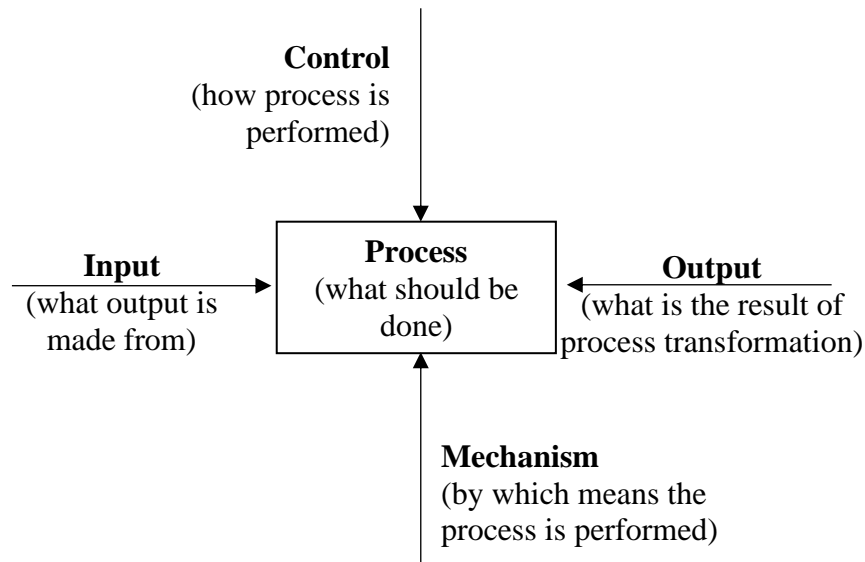 Control
(how process is
performed)
Input
(what output is
made from)
Process
(what should be
done)
Output
(what is the result of
process transformation)
Mechanism
(by which means the
process is performed)